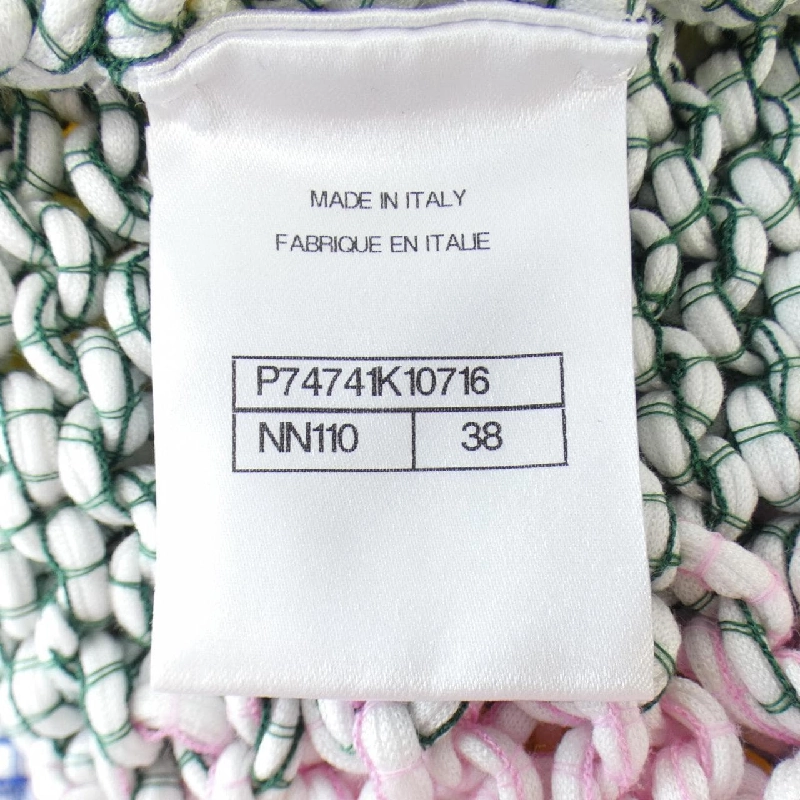 MADE IN ITALY
FABRIQUE EN ITALIE
P74741K10716
NN110 38